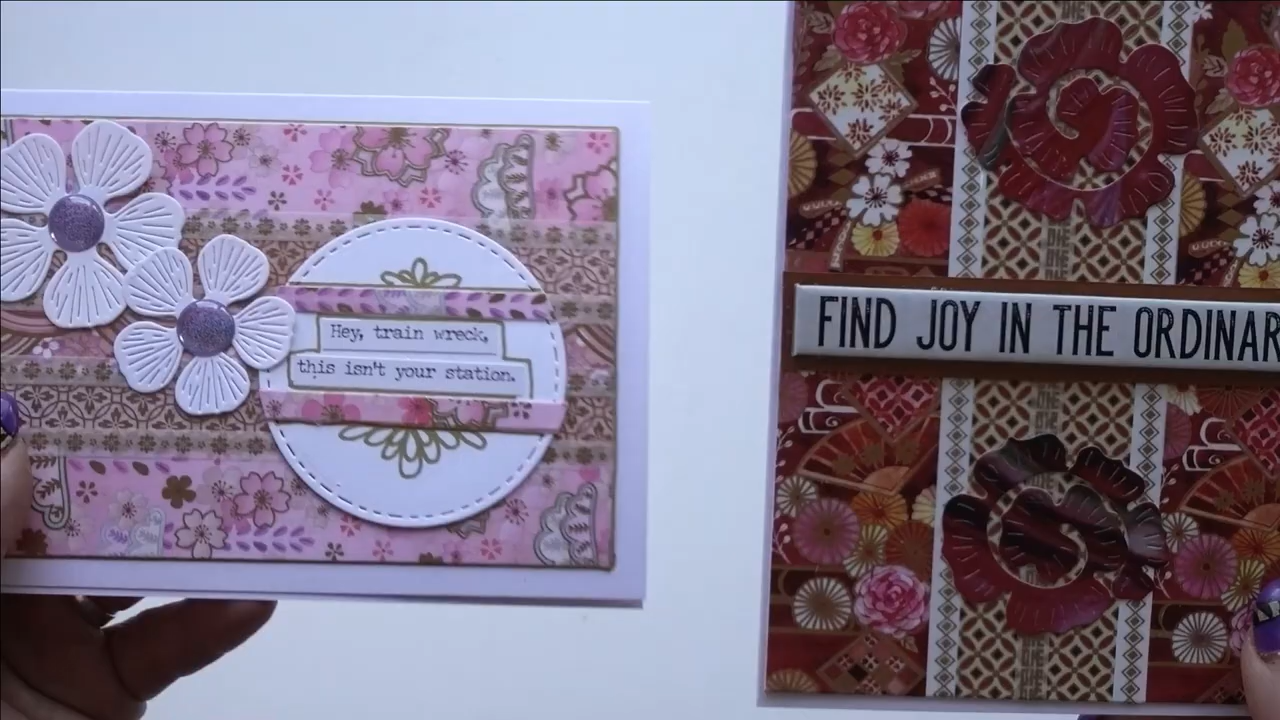 Hey, train wreck,
this isn't your station.
FIND JOY IN THE ORDINAR